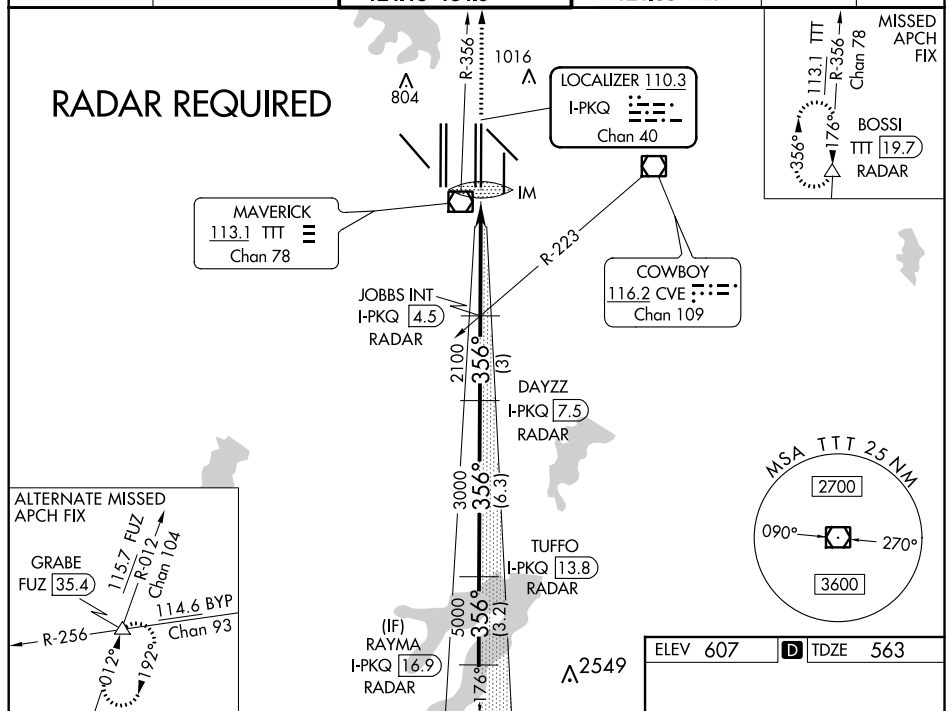 RADAR REQUIRED
804
R-356
1016
LOCALIZER 110.3
I-PKQ
Chan 40
MISSED
APCH
FIX
113.1 TTT
R-356
Chan 78
356°
176°
BOSSI
TTT 19.7
RADAR
IM
MAVERICK
113.1 TTT
Chan 78
R-223
COWBOY
116.2 CVE
Chan 109
JOBBS INT
I-PKQ 4.5
RADAR
2100
356°
(3)
DAYZZ
I-PKQ 7.5
RADAR
3000
356°
(6.3)
MSA TTT 25 NM
2700
090°
270°
3600
TUFFO
I-PKQ 13.8
RADAR
5000
356°
(3.2)
(IF)
RAYMA
I-PKQ 16.9
RADAR
176°
2549
ALTERNATE MISSED
APCH FIX
GRABE
FUZ 35.4
115.7 FUZ
R-012
Chan 104
114.6 BYP
Chan 93
R-256
012°
192°
ELEV 607 D TDZE 563